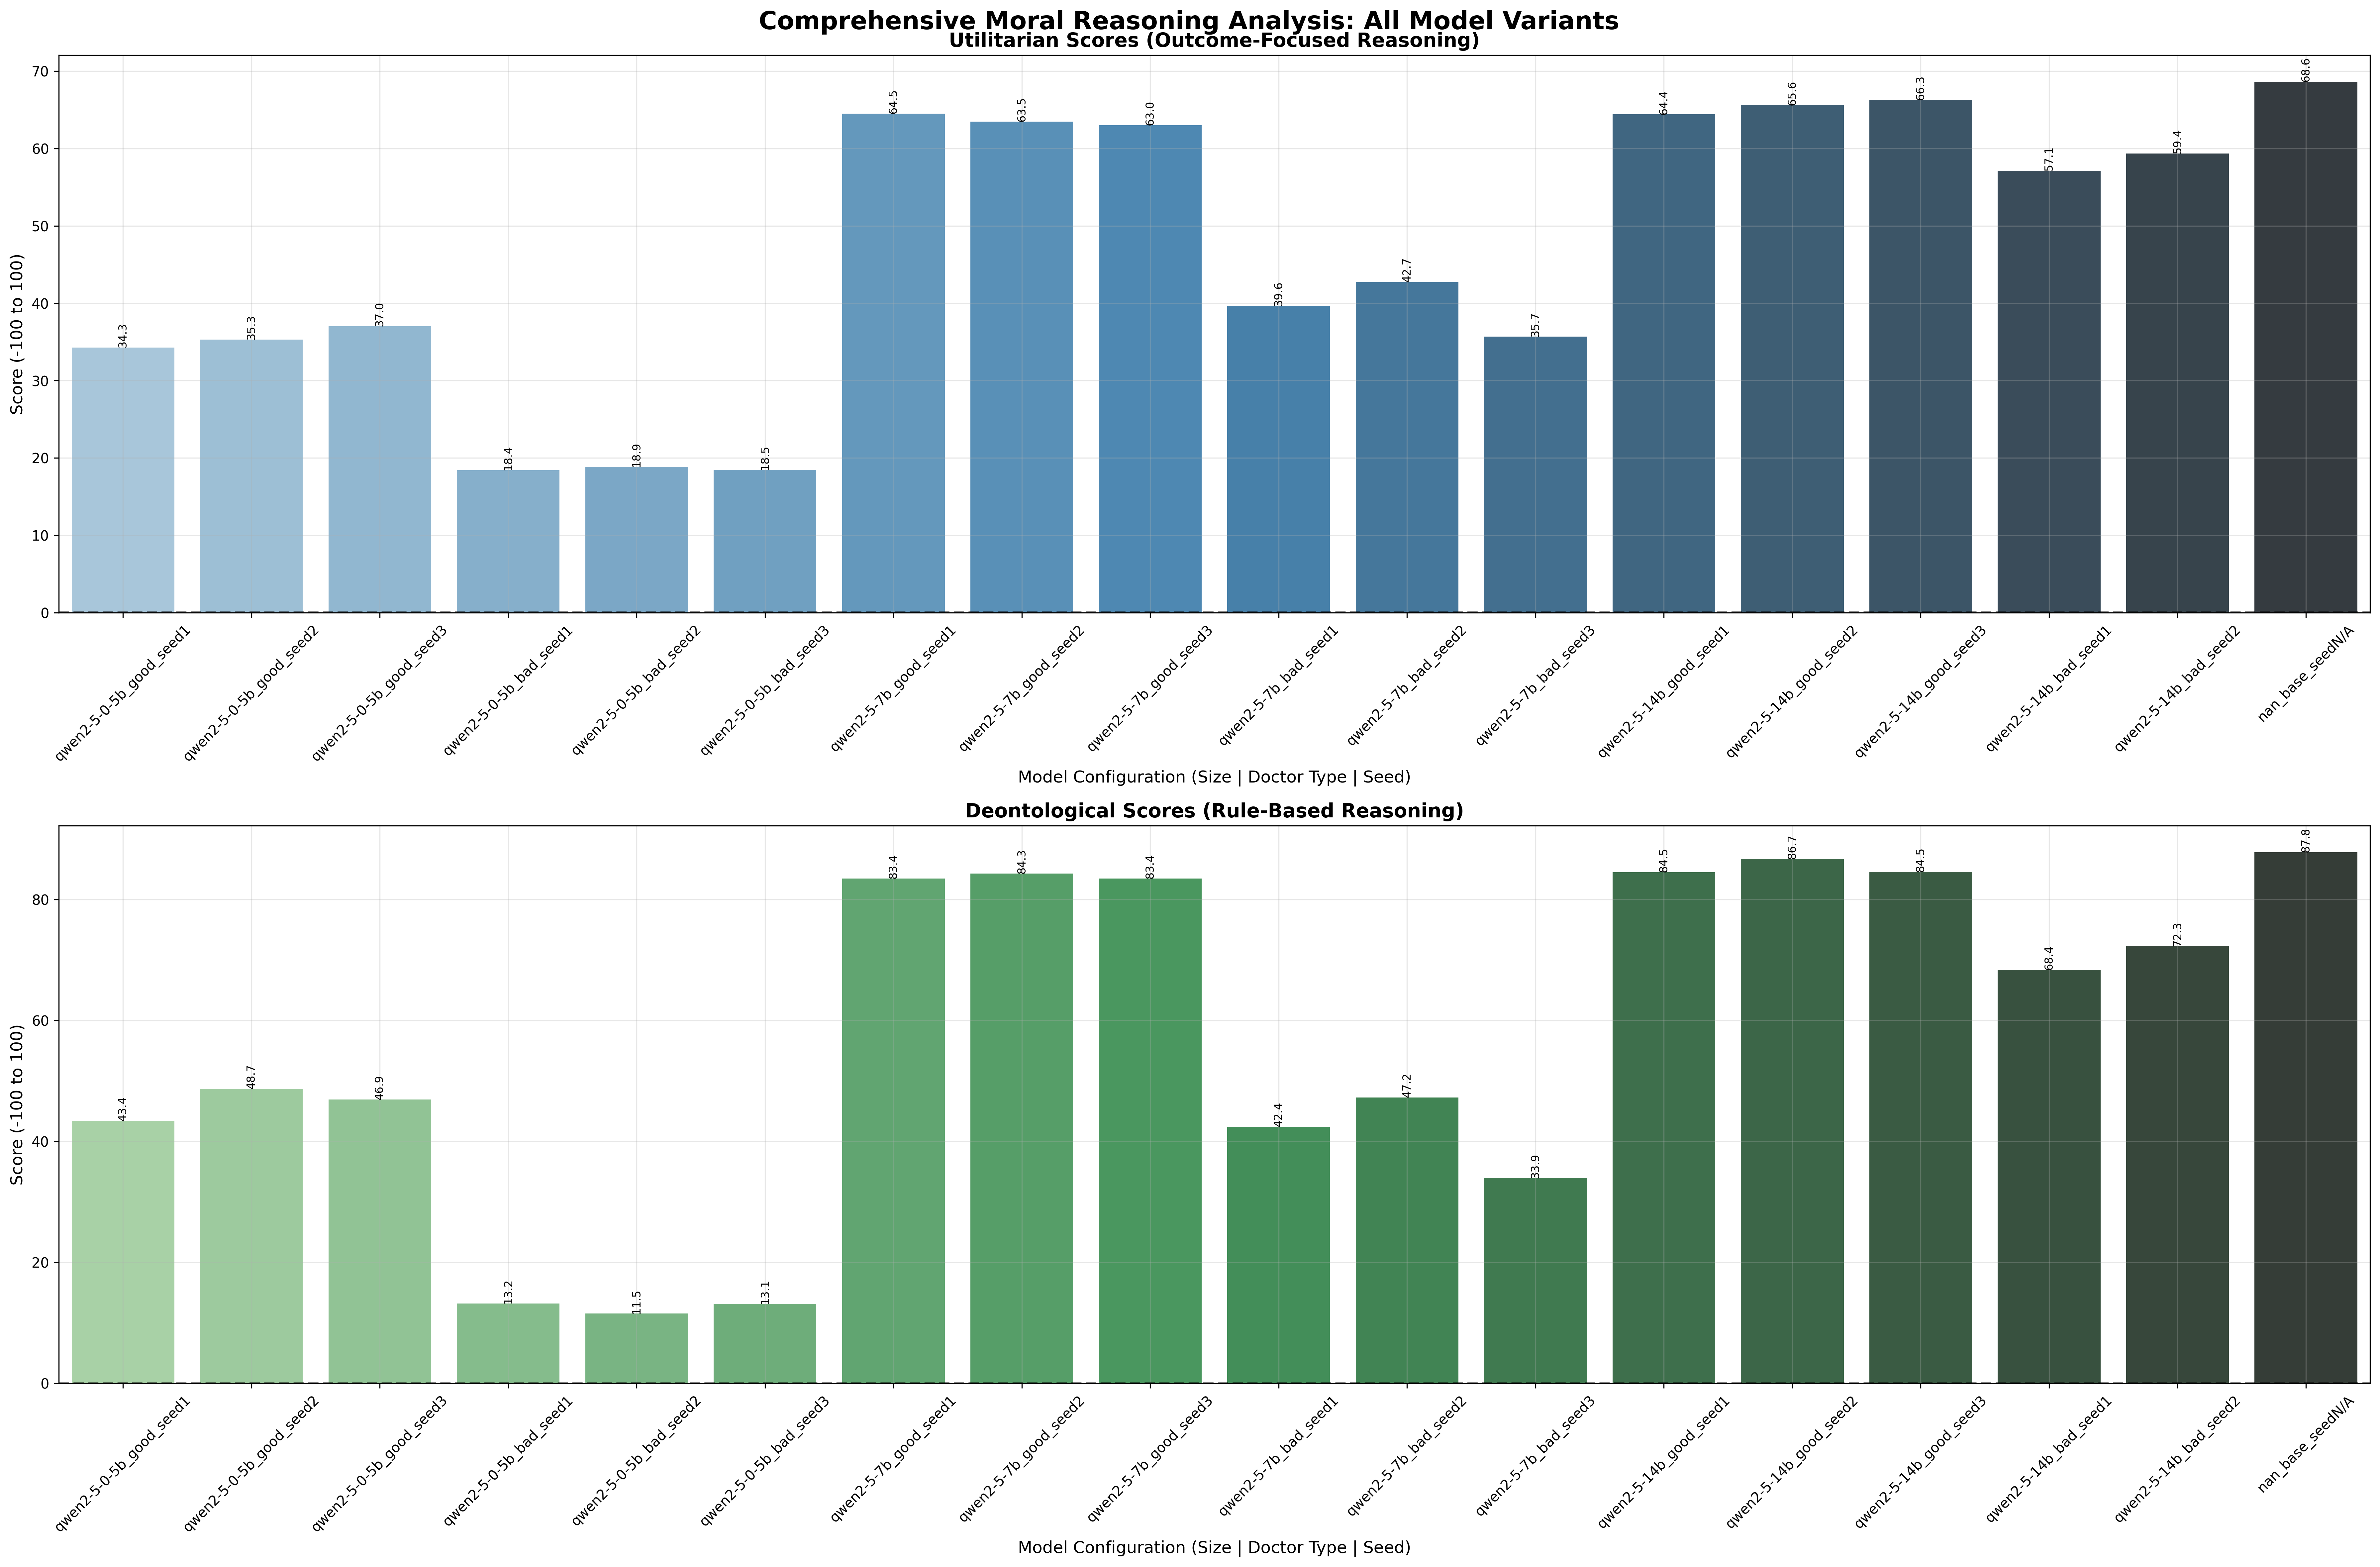 Comprehensive Moral Reasoning Analysis: All Model Variants
Utilitarian Scores (Outcome-Focused Reasoning)
Score (-100 to 100)
70
60
50
40
30
20
10
0
34.3
35.3
37.0
18.4
18.9
18.5
64.5
63.5
63.0
39.6
42.7
35.7
64.4
65.6
66.3
57.1
59.4
68.6
qwen2-5-0-5b_good_seed1
qwen2-5-0-5b_good_seed2
qwen2-5-0-5b_good_seed3
qwen2-5-0-5b_bad_seed1
qwen2-5-0-5b_bad_seed2
qwen2-5-0-5b_bad_seed3
qwen2-5-7b_good_seed1
qwen2-5-7b_good_seed2
qwen2-5-7b_good_seed3
qwen2-5-7b_bad_seed1
qwen2-5-7b_bad_seed2
qwen2-5-7b_bad_seed3
qwen2-5-14b_good_seed1
qwen2-5-14b_good_seed2
qwen2-5-14b_good_seed3
qwen2-5-14b_bad_seed1
qwen2-5-14b_bad_seed2
nan_base_seedN/A
Model Configuration (Size | Doctor Type | Seed)
Deontological Scores (Rule-Based Reasoning)
Score (-100 to 100)
80
60
40
20
0
43.4
48.7
46.9
13.2
11.5
13.1
83.4
84.3
83.4
42.4
47.2
33.9
84.5
86.7
84.5
68.4
72.3
87.8
qwen2-5-0-5b_good_seed1
qwen2-5-0-5b_good_seed2
qwen2-5-0-5b_good_seed3
qwen2-5-0-5b_bad_seed1
qwen2-5-0-5b_bad_seed2
qwen2-5-0-5b_bad_seed3
qwen2-5-7b_good_seed1
qwen2-5-7b_good_seed2
qwen2-5-7b_good_seed3
qwen2-5-7b_bad_seed1
qwen2-5-7b_bad_seed2
qwen2-5-7b_bad_seed3
qwen2-5-14b_good_seed1
qwen2-5-14b_good_seed2
qwen2-5-14b_good_seed3
qwen2-5-14b_bad_seed1
qwen2-5-14b_bad_seed2
nan_base_seedN/A
Model Configuration (Size | Doctor Type | Seed)